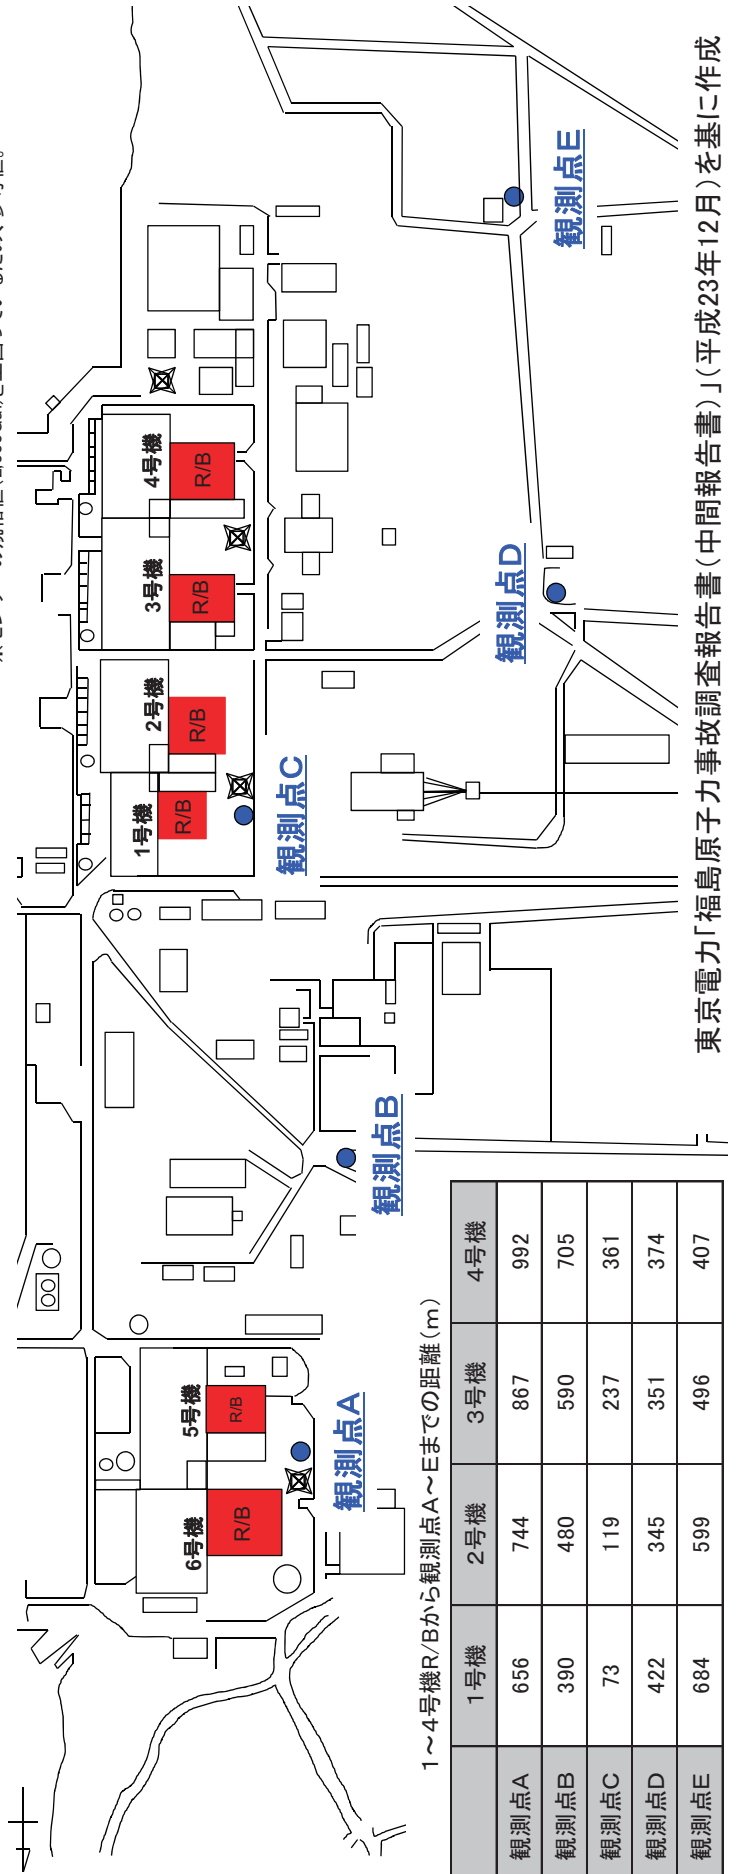 4号機
R/B
3号機
R/B
2号機
R/B
1号機
R/B
5号機
R/B
6号機
R/B
観測点E
観測点D
観測点C
観測点B
観測点A
1～4号機R/Bから観測点A～Eまでの距離(m)
1号機 2号機 3号機 4号機
観測点A 656 744 867 992
観測点B 390 480 590 705
観測点C 73 119 237 361
観測点D 422 345 351 374
観測点E 684 599 496 407
東京電力「福島原子力事故調査報告書(中間報告書)」(平成23年12月)を基に作成